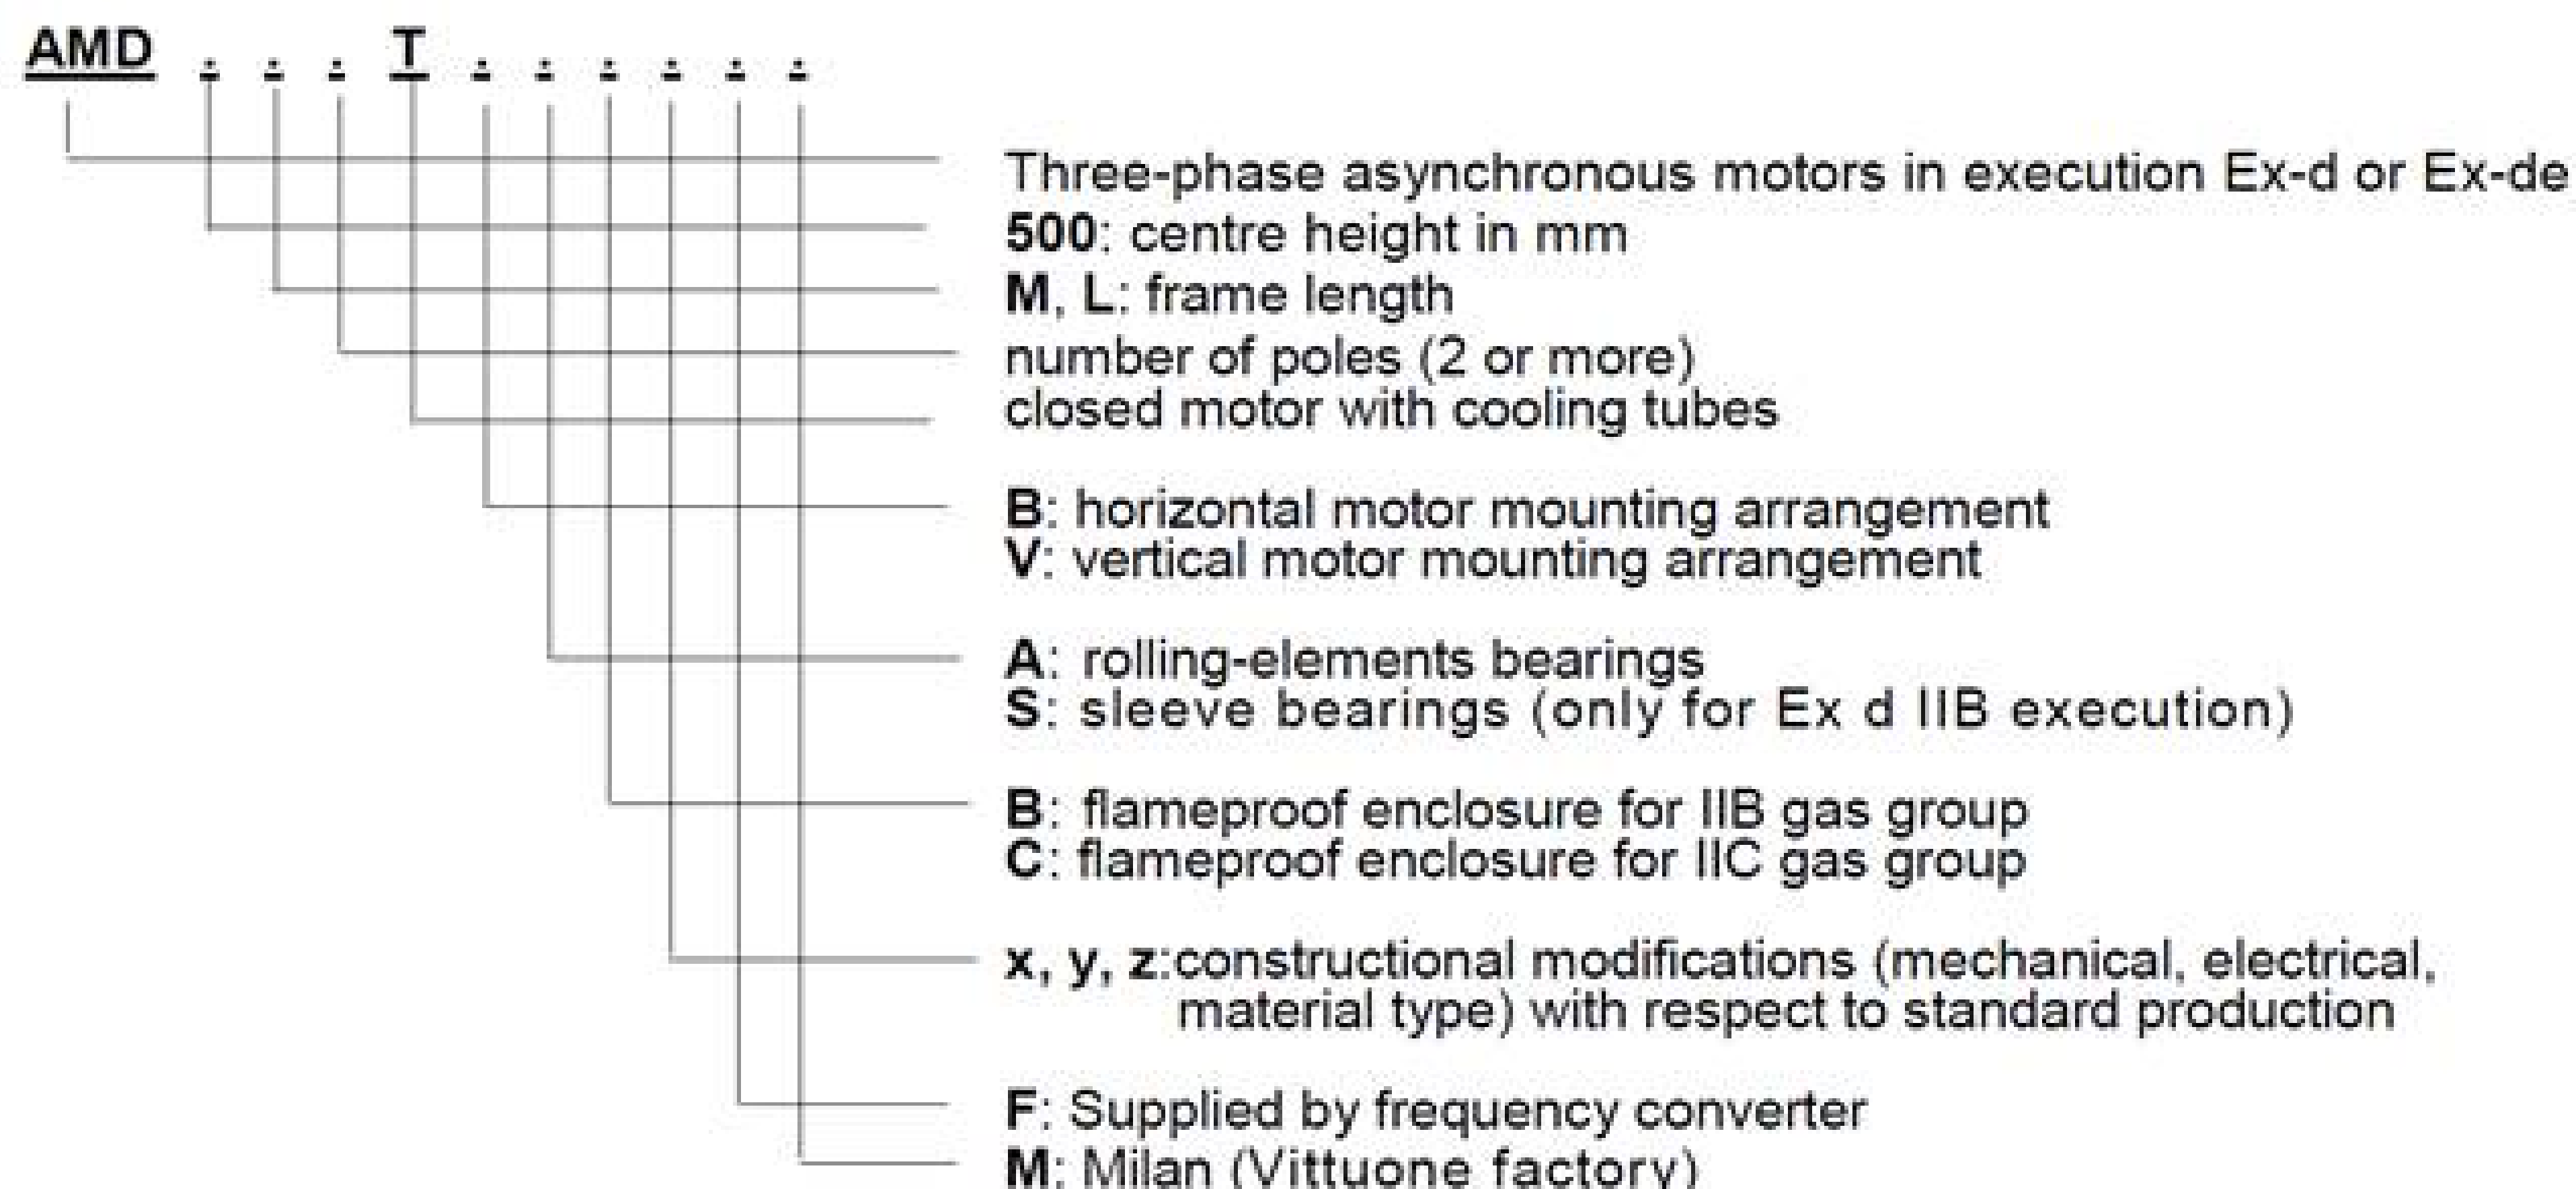 AMD . . . T . . . . . .
Three-phase asynchronous motors in execution Ex-d or Ex-de
500: centre height in mm
M, L: frame length
number of poles (2 or more)
closed motor with cooling tubes
B: horizontal motor mounting arrangement
V: vertical motor mounting arrangement
A: rolling-elements bearings
S: sleeve bearings (only for Ex d IIB execution)
B: flameproof enclosure for IIB gas group
C: flameproof enclosure for IIC gas group
x, y, z:constructional modifications (mechanical, electrical,
material type) with respect to standard production
F: Supplied by frequency converter
M: Milan (Vittuone factory)